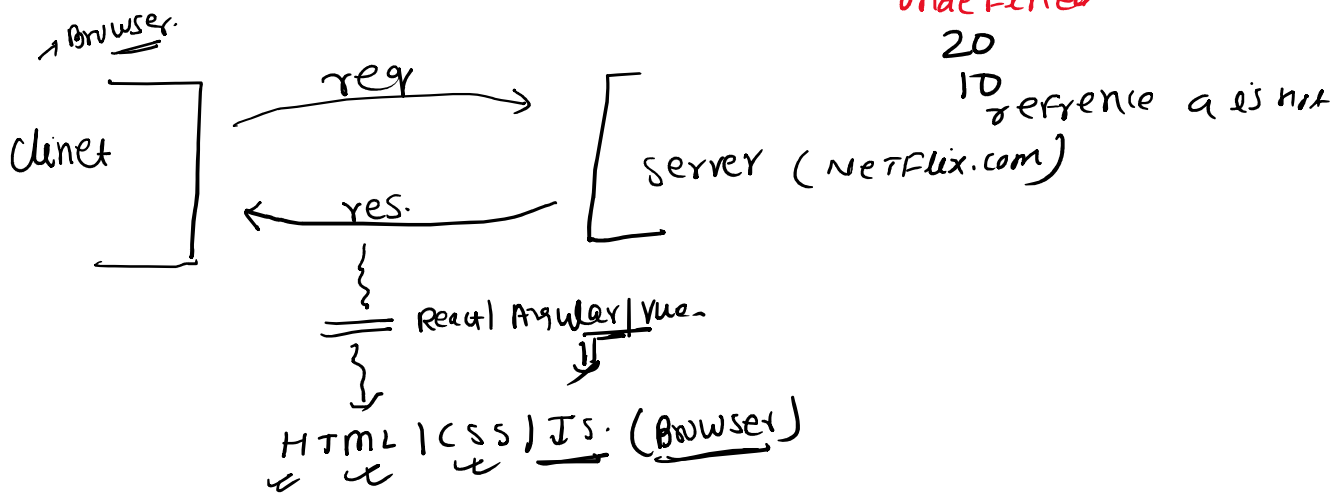 Browser.
undefined
20
10
refrence a is not
req
clinet
server (NETFlix.com)
res.
React| Angular|Vue.
HTML |CSS| JS. (Browser)